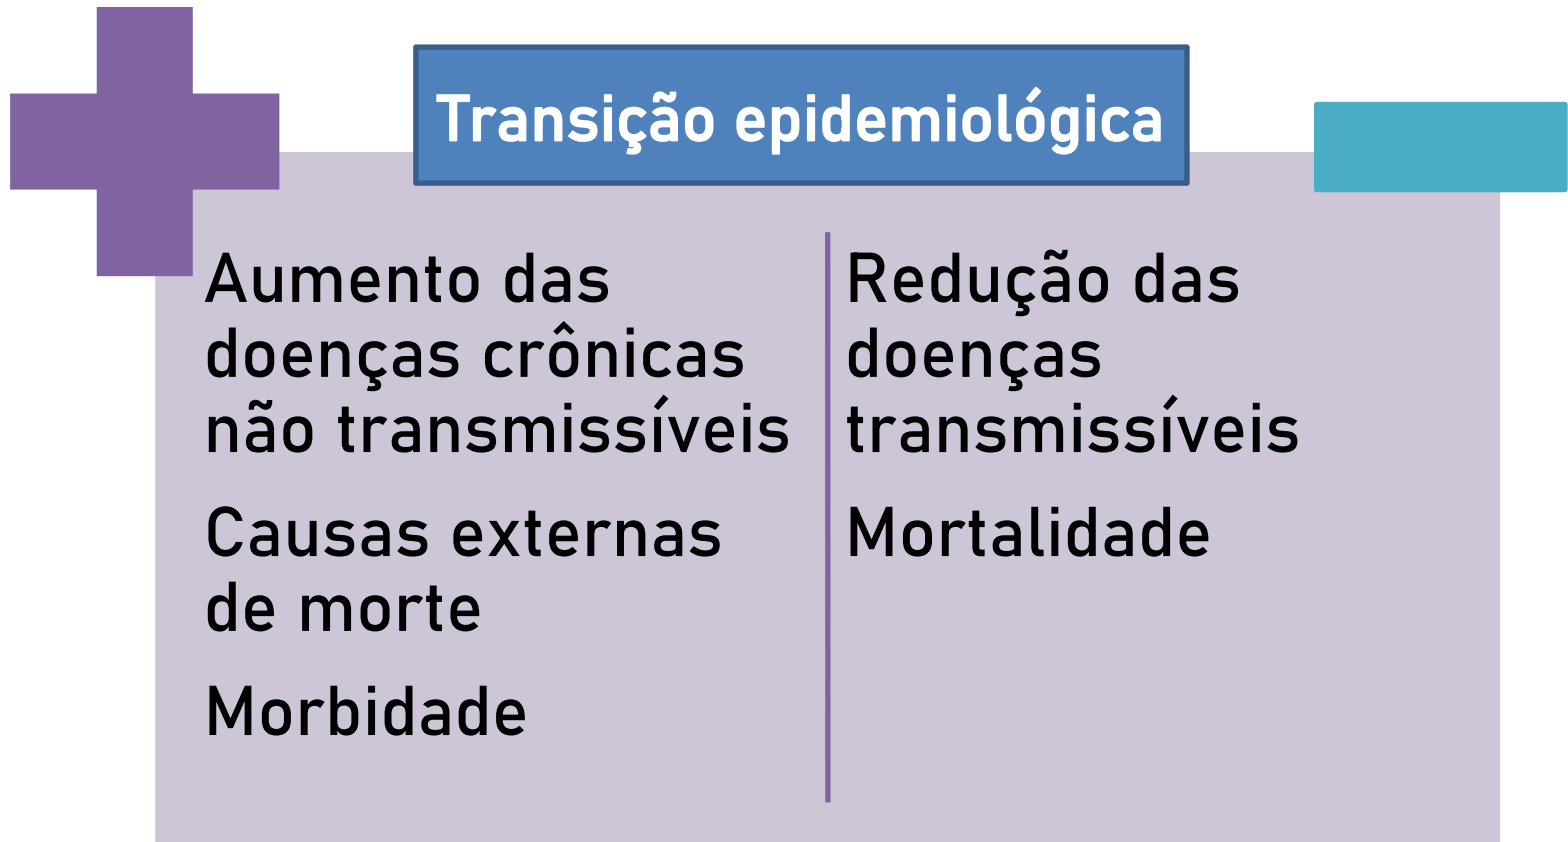 Transição epidemiológica
Aumento das
doenças crônicas
não transmissíveis
Causas externas
de morte
Morbidade
Redução das
doenças
transmissíveis
Mortalidade